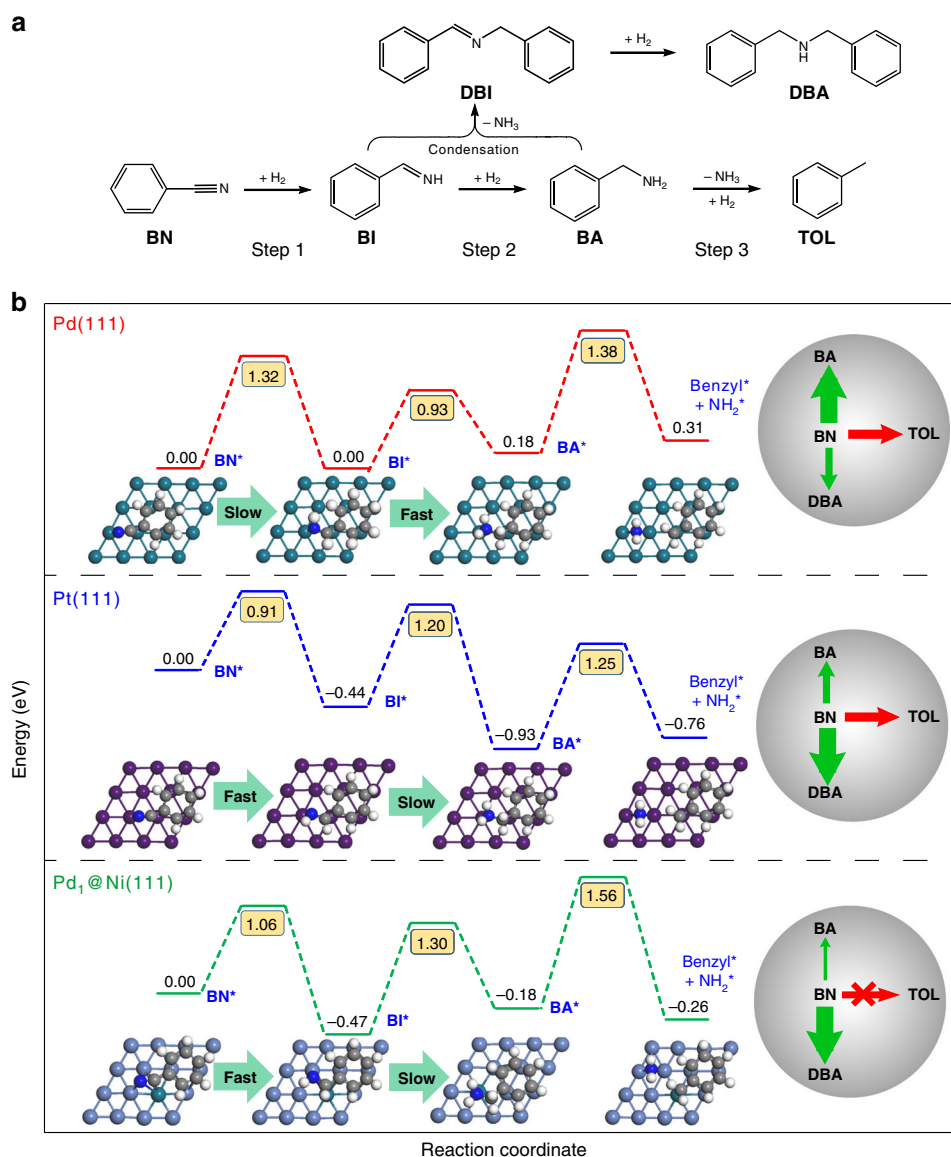 a
N
DBI
+ H₂
N
H
DBA
– NH₃
Condensation
N
BN
+ H₂
Step 1
NH
BI
+ H₂
Step 2
NH₂
BA
– NH₃
+ H₂
Step 3
TOL
b
Energy (eV)
Pd(111)
0.00
BN*
1.32
0.00
BI*
0.93
0.18
BA*
1.38
Benzyl*
+ NH₂*
0.31
Slow
Fast
BA
BN
TOL
DBA
Pt(111)
0.00
BN*
0.91
–0.44
BI*
1.20
–0.93
BA*
1.25
Benzyl*
+ NH₂*
–0.76
Fast
Slow
BA
BN
TOL
DBA
Pd₁@Ni(111)
0.00
BN*
1.06
–0.47
BI*
1.30
–0.18
BA*
1.56
Benzyl*
+ NH₂*
–0.26
Fast
Slow
BA
BN
TOL
DBA
Reaction coordinate